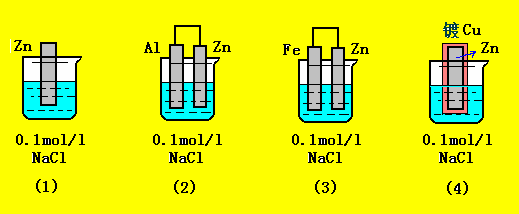 镀Cu
Zn
Al
Zn
Fe
Zn
Zn
0.1mol/l
NaCl
0.1mol/l
NaCl
0.1mol/l
NaCl
0.1mol/l
NaCl
(1)
(2)
(3)
(4)